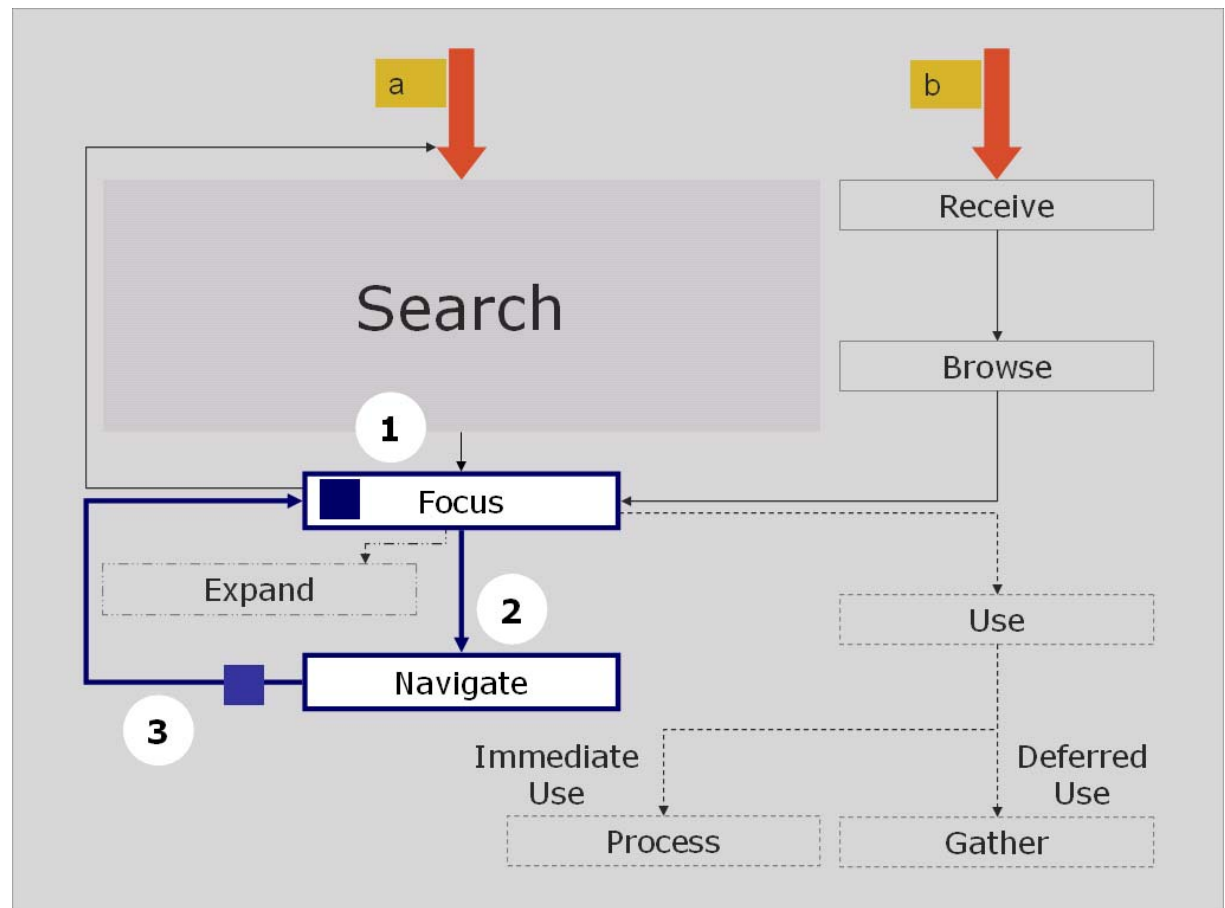 a
b
Receive
Search
Browse
1
Focus
Expand
2
Use
Navigate
3
Immediate
Use
Deferred
Use
Process
Gather